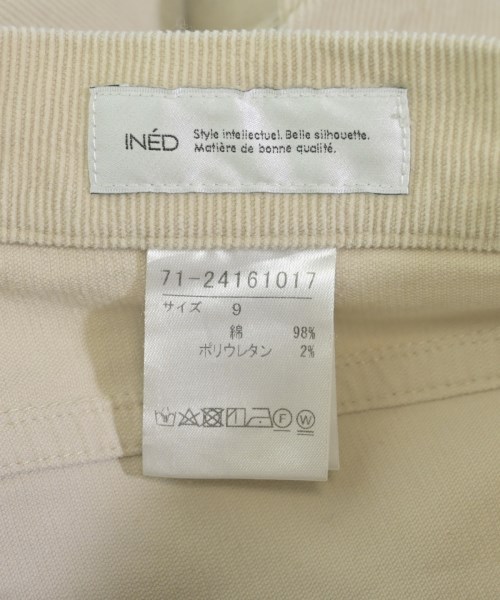 INÉD
Style intellectuel. Belle silhouette.
Matière de bonne qualité.
71-24161017
サイズ 9
綿 98%
ポリウレタン 2%
F W